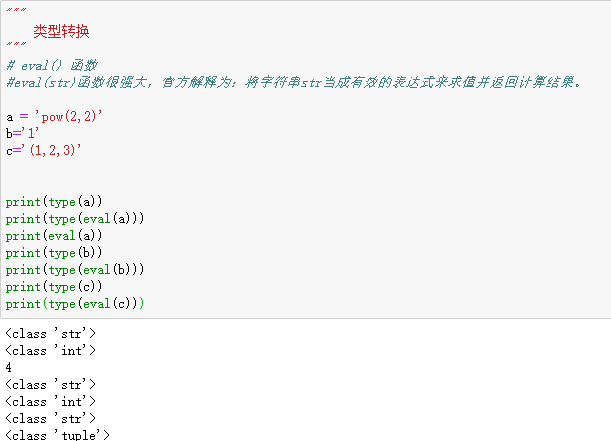 """
类型转换
"""
# eval() 函数
#eval(str)函数很强大，官方解释为：将字符串str当成有效的表达式来求值并返回计算结果。
a = 'pow(2,2)'
b='1'
c='(1,2,3)'
print(type(a))
print(type(eval(a)))
print(eval(a))
print(type(b))
print(type(eval(b)))
print(type(c))
print(type(eval(c)))
<class 'str'>
<class 'int'>
4
<class 'str'>
<class 'int'>
<class 'str'>
<class 'tuple'>